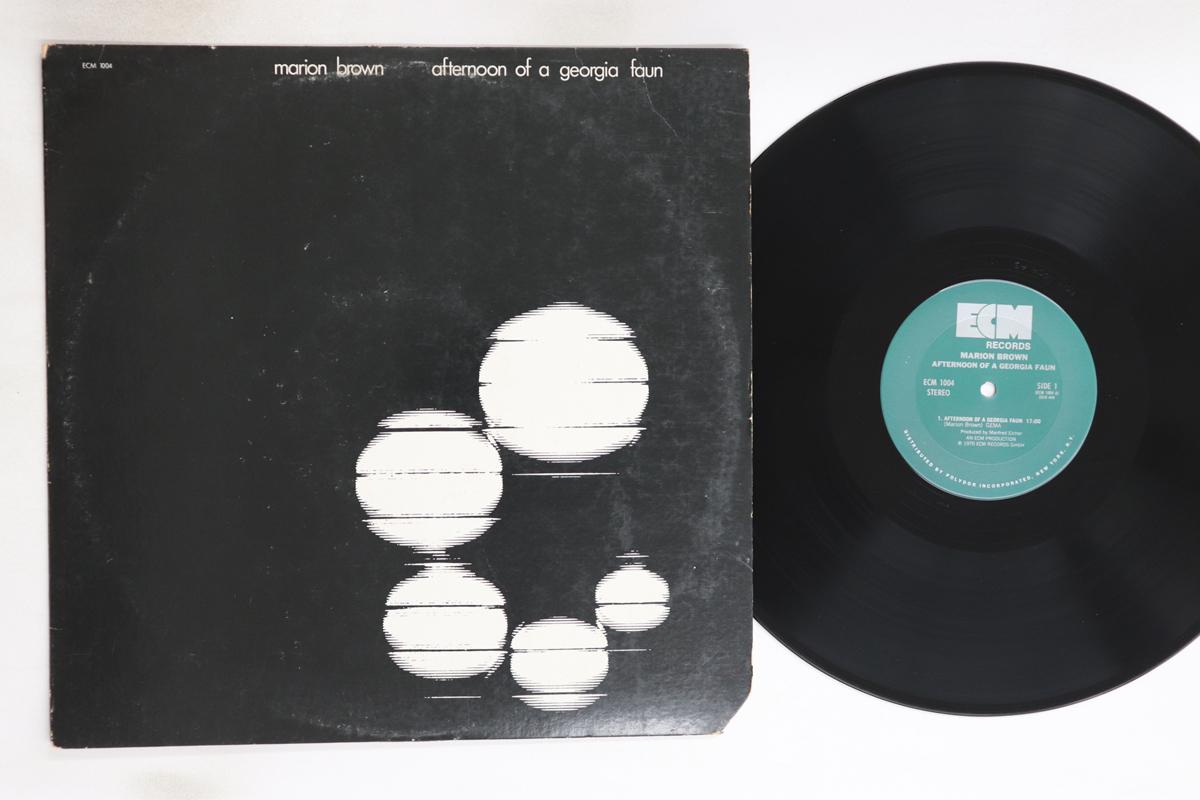 ECM 1004
marion brown afternoon of a georgia faun
ECM
RECORDS
MARION BROWN
AFTERNOON OF A GEORGIA FAUN
ECM 1004
STEREO
SIDE 1
1. AFTERNOON OF A GEORGIA FAUN 17:00
(Marion Brown) GEMA
Produced by Manfred Eicher
AN ECM PRODUCTION
℗ 1970 ECM RECORDS GmbH
DISTRIBUTED BY POLYDOR INCORPORATED, NEW YORK, N.Y.